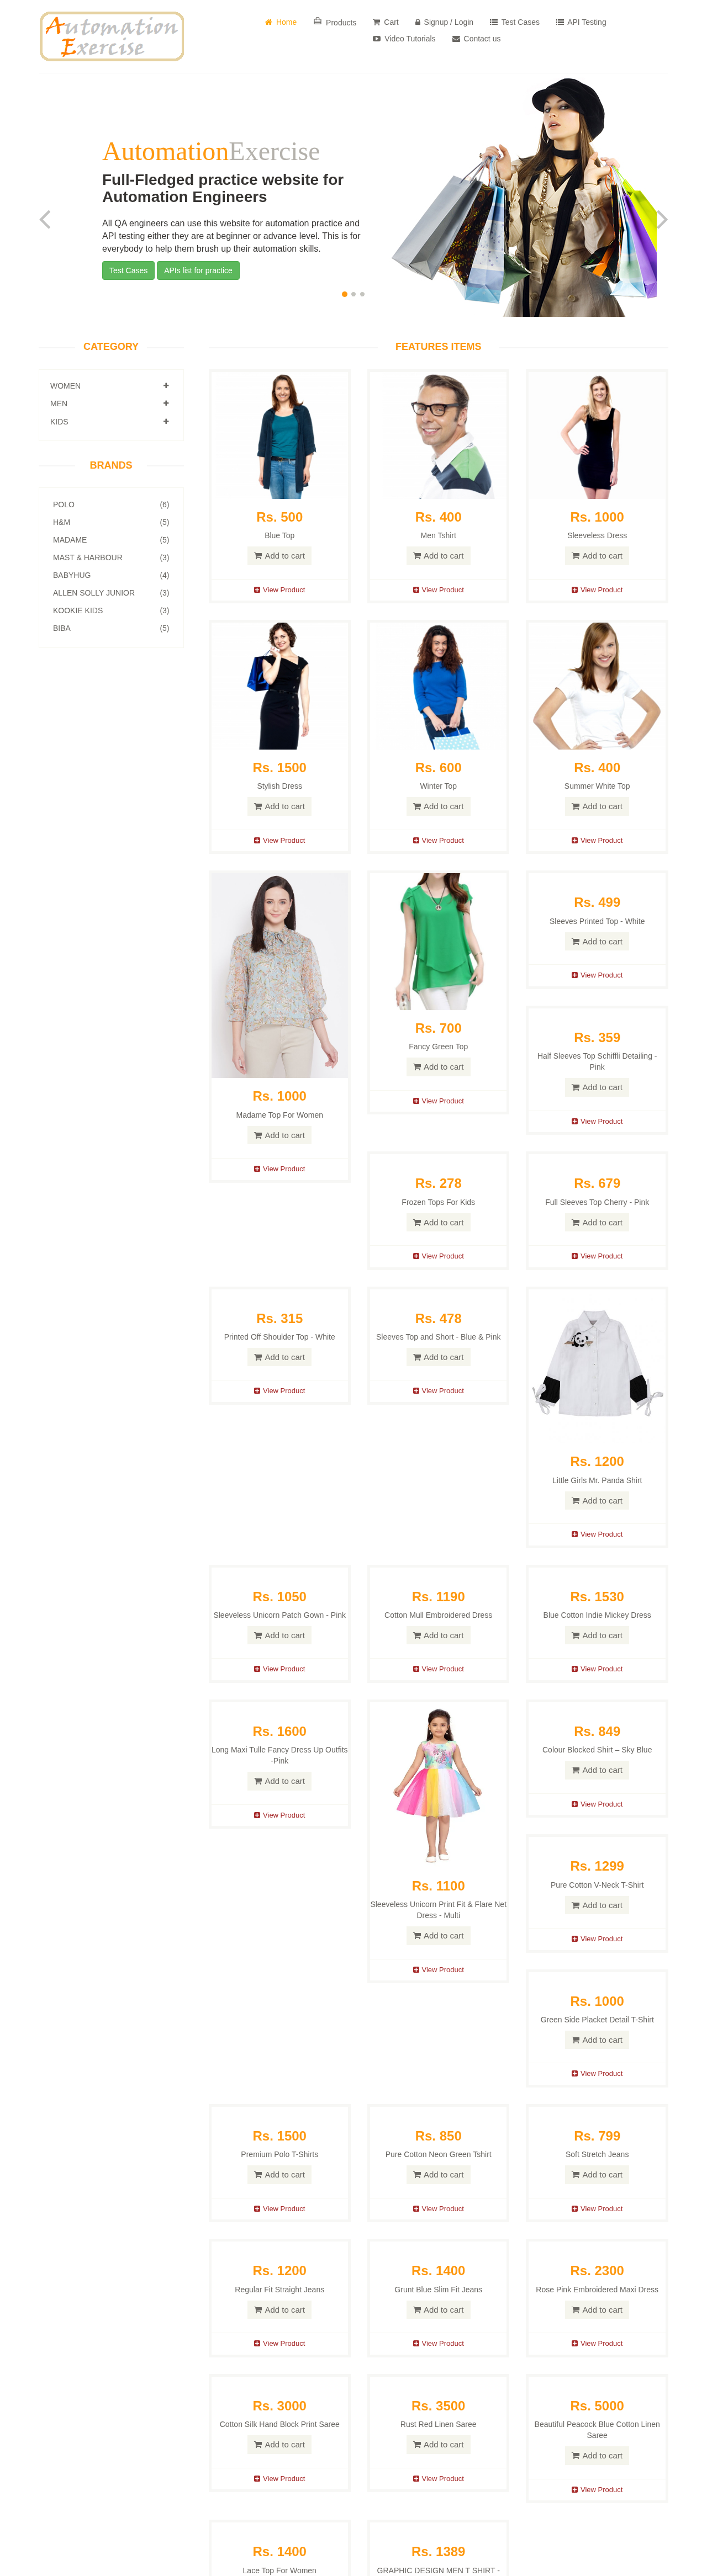 Automation
Exercise
Home
Products
Cart
Signup / Login
Test Cases
API Testing
Video Tutorials
Contact us
AutomationExercise
Full-Fledged practice website for
Automation Engineers
All QA engineers can use this website for automation practice and
API testing either they are at beginner or advance level. This is for
everybody to help them brush up their automation skills.
Test Cases
APIs list for practice
CATEGORY
WOMEN
MEN
KIDS
BRANDS
POLO (6)
H&M (5)
MADAME (5)
MAST & HARBOUR (3)
BABYHUG (4)
ALLEN SOLLY JUNIOR (3)
KOOKIE KIDS (3)
BIBA (5)
FEATURES ITEMS
Rs. 500
Blue Top
Add to cart
View Product
Rs. 400
Men Tshirt
Add to cart
View Product
Rs. 1000
Sleeveless Dress
Add to cart
View Product
Rs. 1500
Stylish Dress
Add to cart
View Product
Rs. 600
Winter Top
Add to cart
View Product
Rs. 400
Summer White Top
Add to cart
View Product
Rs. 1000
Madame Top For Women
Add to cart
View Product
Rs. 700
Fancy Green Top
Add to cart
View Product
Rs. 499
Sleeves Printed Top - White
Add to cart
View Product
Rs. 359
Half Sleeves Top Schiffli Detailing -
Pink
Add to cart
View Product
Rs. 278
Frozen Tops For Kids
Add to cart
View Product
Rs. 679
Full Sleeves Top Cherry - Pink
Add to cart
View Product
Rs. 315
Printed Off Shoulder Top - White
Add to cart
View Product
Rs. 478
Sleeves Top and Short - Blue & Pink
Add to cart
View Product
Rs. 1200
Little Girls Mr. Panda Shirt
Add to cart
View Product
Rs. 1050
Sleeveless Unicorn Patch Gown - Pink
Add to cart
View Product
Rs. 1190
Cotton Mull Embroidered Dress
Add to cart
View Product
Rs. 1530
Blue Cotton Indie Mickey Dress
Add to cart
View Product
Rs. 1600
Long Maxi Tulle Fancy Dress Up Outfits
-Pink
Add to cart
View Product
Rs. 1100
Sleeveless Unicorn Print Fit & Flare Net
Dress - Multi
Add to cart
View Product
Rs. 849
Colour Blocked Shirt – Sky Blue
Add to cart
View Product
Rs. 1299
Pure Cotton V-Neck T-Shirt
Add to cart
View Product
Rs. 1000
Green Side Placket Detail T-Shirt
Add to cart
View Product
Rs. 1500
Premium Polo T-Shirts
Add to cart
View Product
Rs. 850
Pure Cotton Neon Green Tshirt
Add to cart
View Product
Rs. 799
Soft Stretch Jeans
Add to cart
View Product
Rs. 1200
Regular Fit Straight Jeans
Add to cart
View Product
Rs. 1400
Grunt Blue Slim Fit Jeans
Add to cart
View Product
Rs. 2300
Rose Pink Embroidered Maxi Dress
Add to cart
View Product
Rs. 3000
Cotton Silk Hand Block Print Saree
Add to cart
View Product
Rs. 3500
Rust Red Linen Saree
Add to cart
View Product
Rs. 5000
Beautiful Peacock Blue Cotton Linen
Saree
Add to cart
View Product
Rs. 1400
Lace Top For Women
Rs. 1389
GRAPHIC DESIGN MEN T SHIRT -